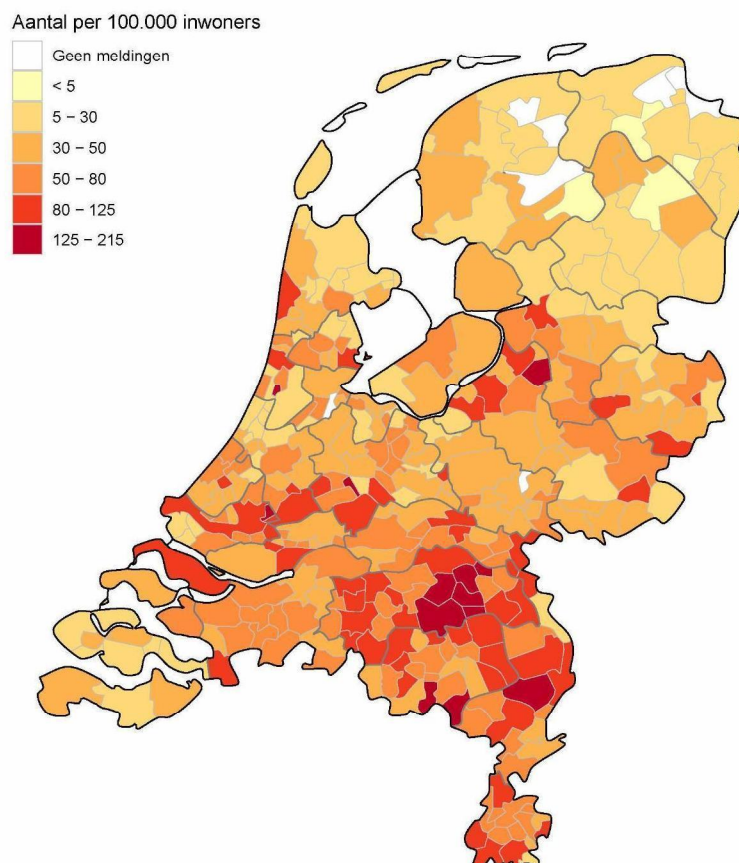 Aantal per 100.000 inwoners
Geen meldingen
< 5
5 – 30
30 – 50
50 – 80
80 – 125
125 – 215